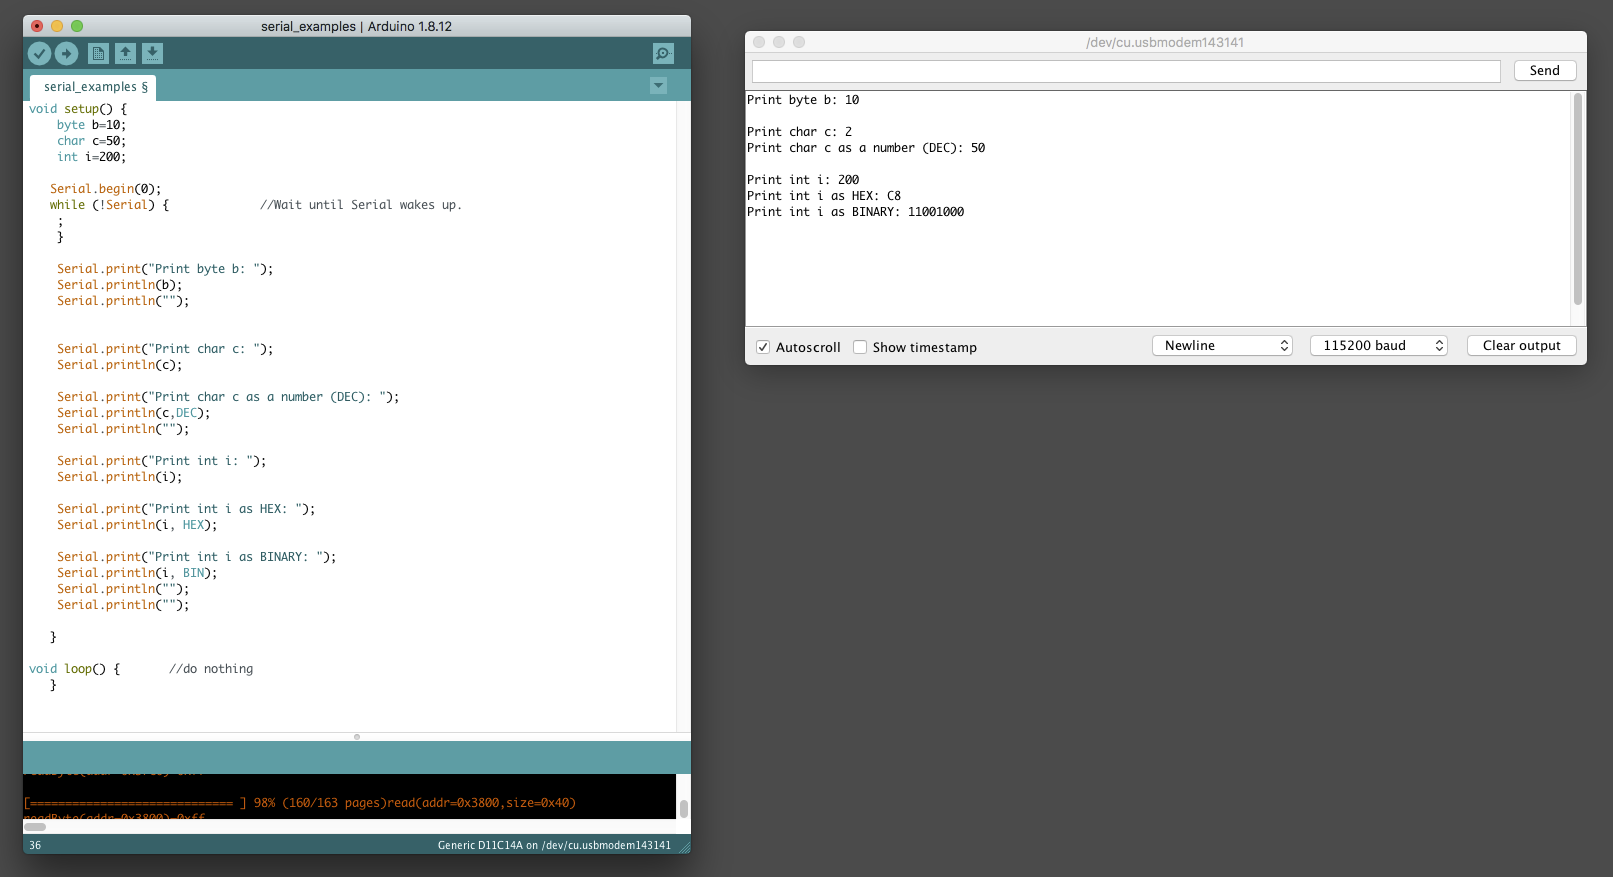 serial_examples | Arduino 1.8.12
serial_examples §
void setup() {
byte b=10;
char c=50;
int i=200;
Serial.begin(0);
while (!Serial) { //Wait until Serial wakes up.
;
}
Serial.print("Print byte b: ");
Serial.println(b);
Serial.println("");
Serial.print("Print char c: ");
Serial.println(c);
Serial.print("Print char c as a number (DEC): ");
Serial.println(c,DEC);
Serial.println("");
Serial.print("Print int i: ");
Serial.println(i);
Serial.print("Print int i as HEX: ");
Serial.println(i, HEX);
Serial.print("Print int i as BINARY: ");
Serial.println(i, BIN);
Serial.println("");
Serial.println("");
}
void loop() { //do nothing
}
[============================= ] 98% (160/163 pages)read(addr=0x3800,size=0x40)
readByte(addr=0x3800)=0xff
36
Generic D11C14A on /dev/cu.usbmodem143141
/dev/cu.usbmodem143141
Send
Print byte b: 10
Print char c: 2
Print char c as a number (DEC): 50
Print int i: 200
Print int i as HEX: C8
Print int i as BINARY: 11001000
Autoscroll
Show timestamp
Newline
115200 baud
Clear output